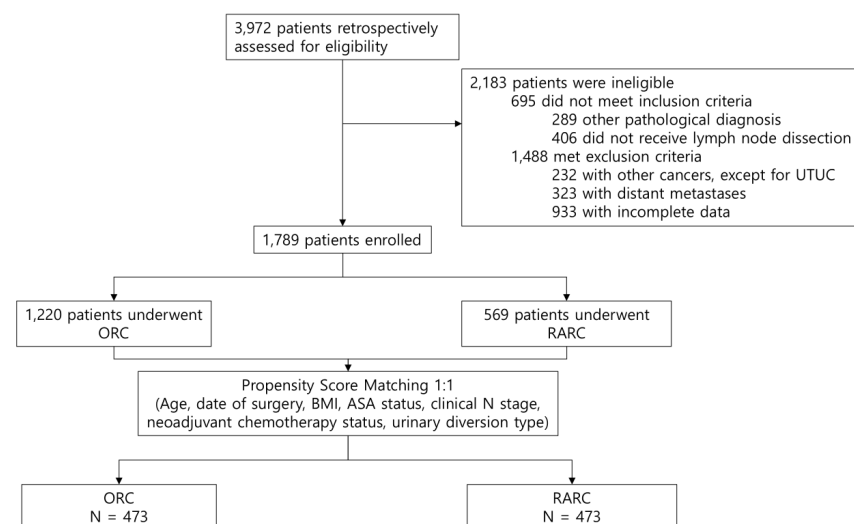 3,972 patients retrospectively
assessed for eligibility
2,183 patients were ineligible
695 did not meet inclusion criteria
289 other pathological diagnosis
406 did not receive lymph node dissection
1,488 met exclusion criteria
232 with other cancers, except for UTUC
323 with distant metastases
933 with incomplete data
1,789 patients enrolled
1,220 patients underwent
ORC
569 patients underwent
RARC
Propensity Score Matching 1:1
(Age, date of surgery, BMI, ASA status, clinical N stage,
neoadjuvant chemotherapy status, urinary diversion type)
ORC
N = 473
RARC
N = 473